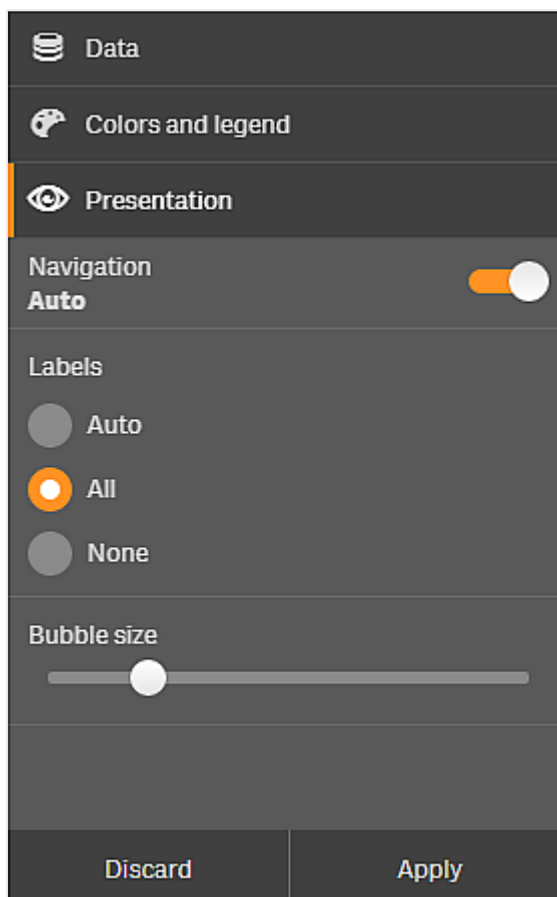 Data
Colors and legend
Presentation
Navigation
Auto
Labels
Auto
All
None
Bubble size
Discard
Apply